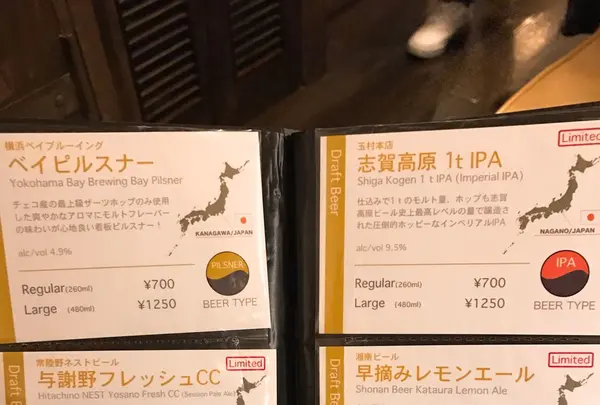 横浜ベイブルーイング
ベイピルスナー
Yokohama Bay Brewing Bay Pilsner
チェコ産の最上級ザーツホップのみ使用
した爽やかなアロマにモルトフレーバー
の味わいが心地良い看板ピルスナー！
KANAGAWA/JAPAN
alc/vol 4.9%
PILSNER
Regular(260ml) ¥700
Large (480ml) ¥1250
BEER TYPE
Draft Beer
玉村本店
Limited
志賀高原 1t IPA
Shiga Kogen 1 t IPA (Imperial IPA)
仕込みで1tのモルト量、ホップも志賀
高原ビール史上最高レベルの量で醸造さ
れた圧倒的ホッピーなインペリアルIPA
NAGANO/JAPAN
alc/vol 9.5%
IPA
Regular(260ml) ¥700
Large (480ml) ¥1250
BEER TYPE
Draft B
常陸野ネストビール
Limited
与謝野フレッシュCC
Hitachino NEST Yosano Fresh CC (Session Pale Ale)
Draft
湘南ビール
Limited
早摘みレモンエール
Shonan Beer Kataura Lemon Ale